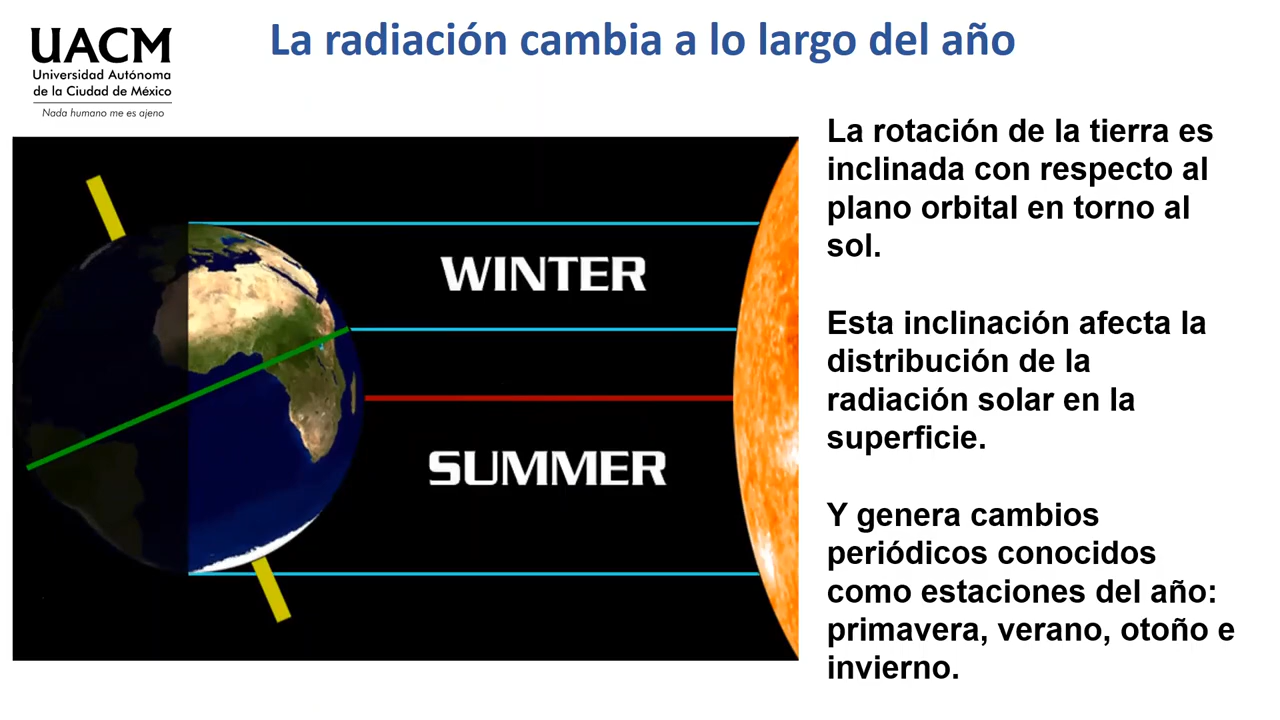 UACM
Universidad Autónoma
de la Ciudad de México
Nada humano me es ajeno
La radiación cambia a lo largo del año
WINTER
SUMMER
La rotación de la tierra es
inclinada con respecto al
plano orbital en torno al
sol.
Esta inclinación afecta la
distribución de la
radiación solar en la
superficie.
Y genera cambios
periódicos conocidos
como estaciones del año:
primavera, verano, otoño e
invierno.